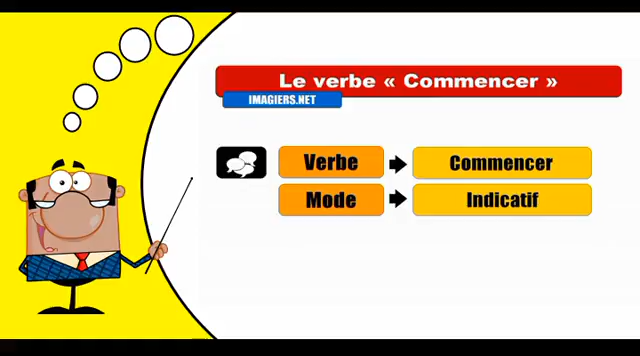 Le verbe « Commencer »
IMAGIERS.NET
Verbe Commencer
Mode Indicatif